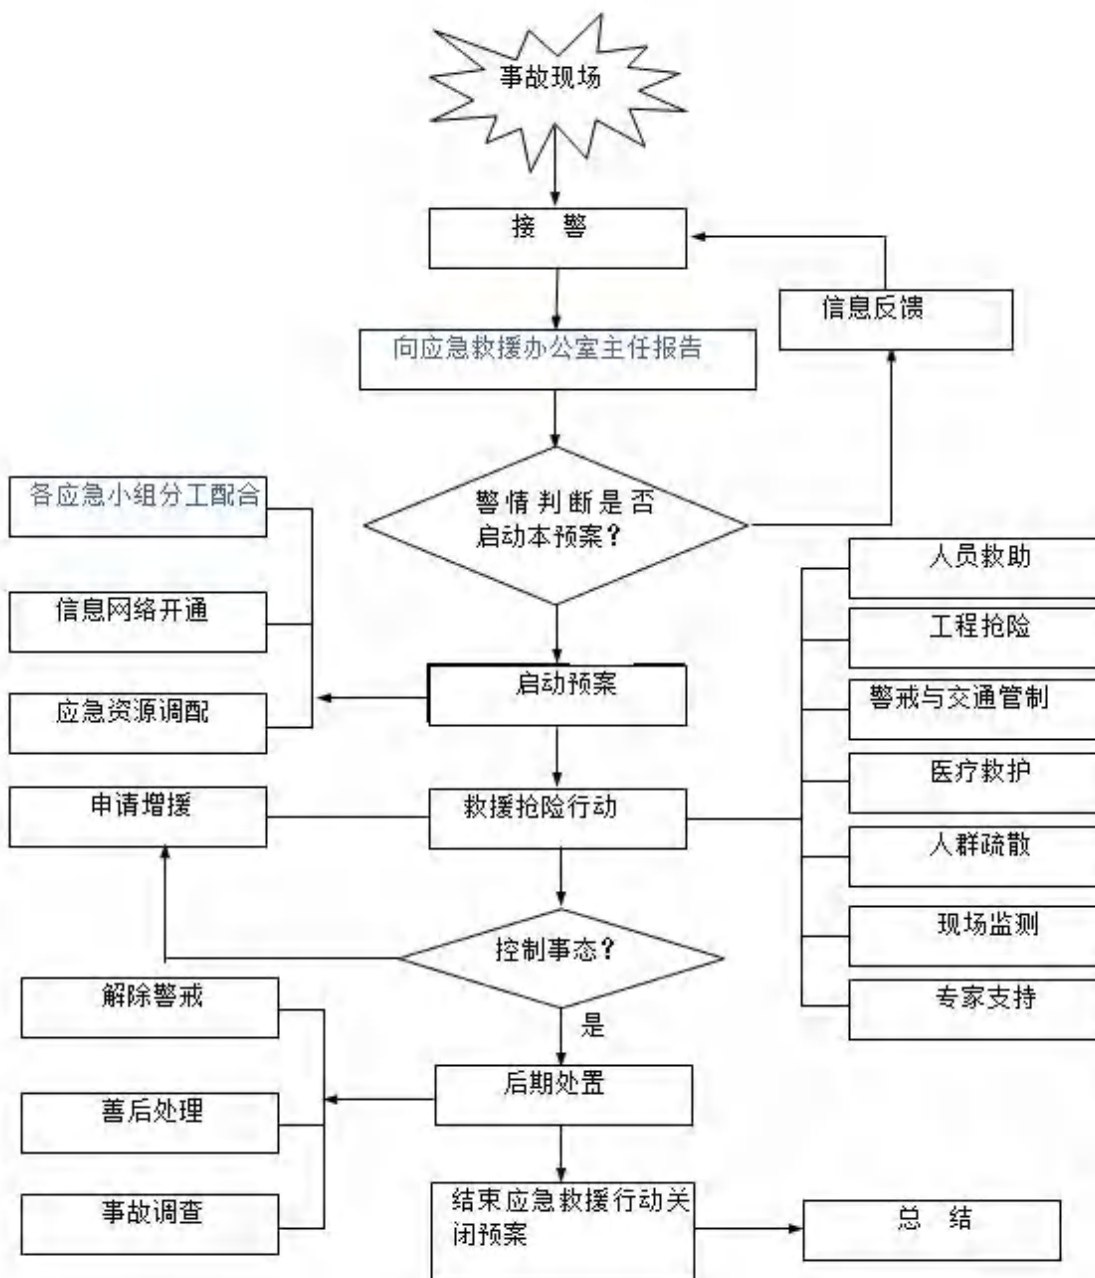 事故现场
接 警
信息反馈
向应急救援办公室主任报告
警情判断是否
启动本预案？
各应急小组分工配合
信息网络开通
应急资源调配
启动预案
人员救助
工程抢险
警戒与交通管制
医疗救护
人群疏散
现场监测
专家支持
申请增援
救援抢险行动
控制事态？
是
解除警戒
善后处理
事故调查
后期处置
结束应急救援行动关
闭预案
总 结